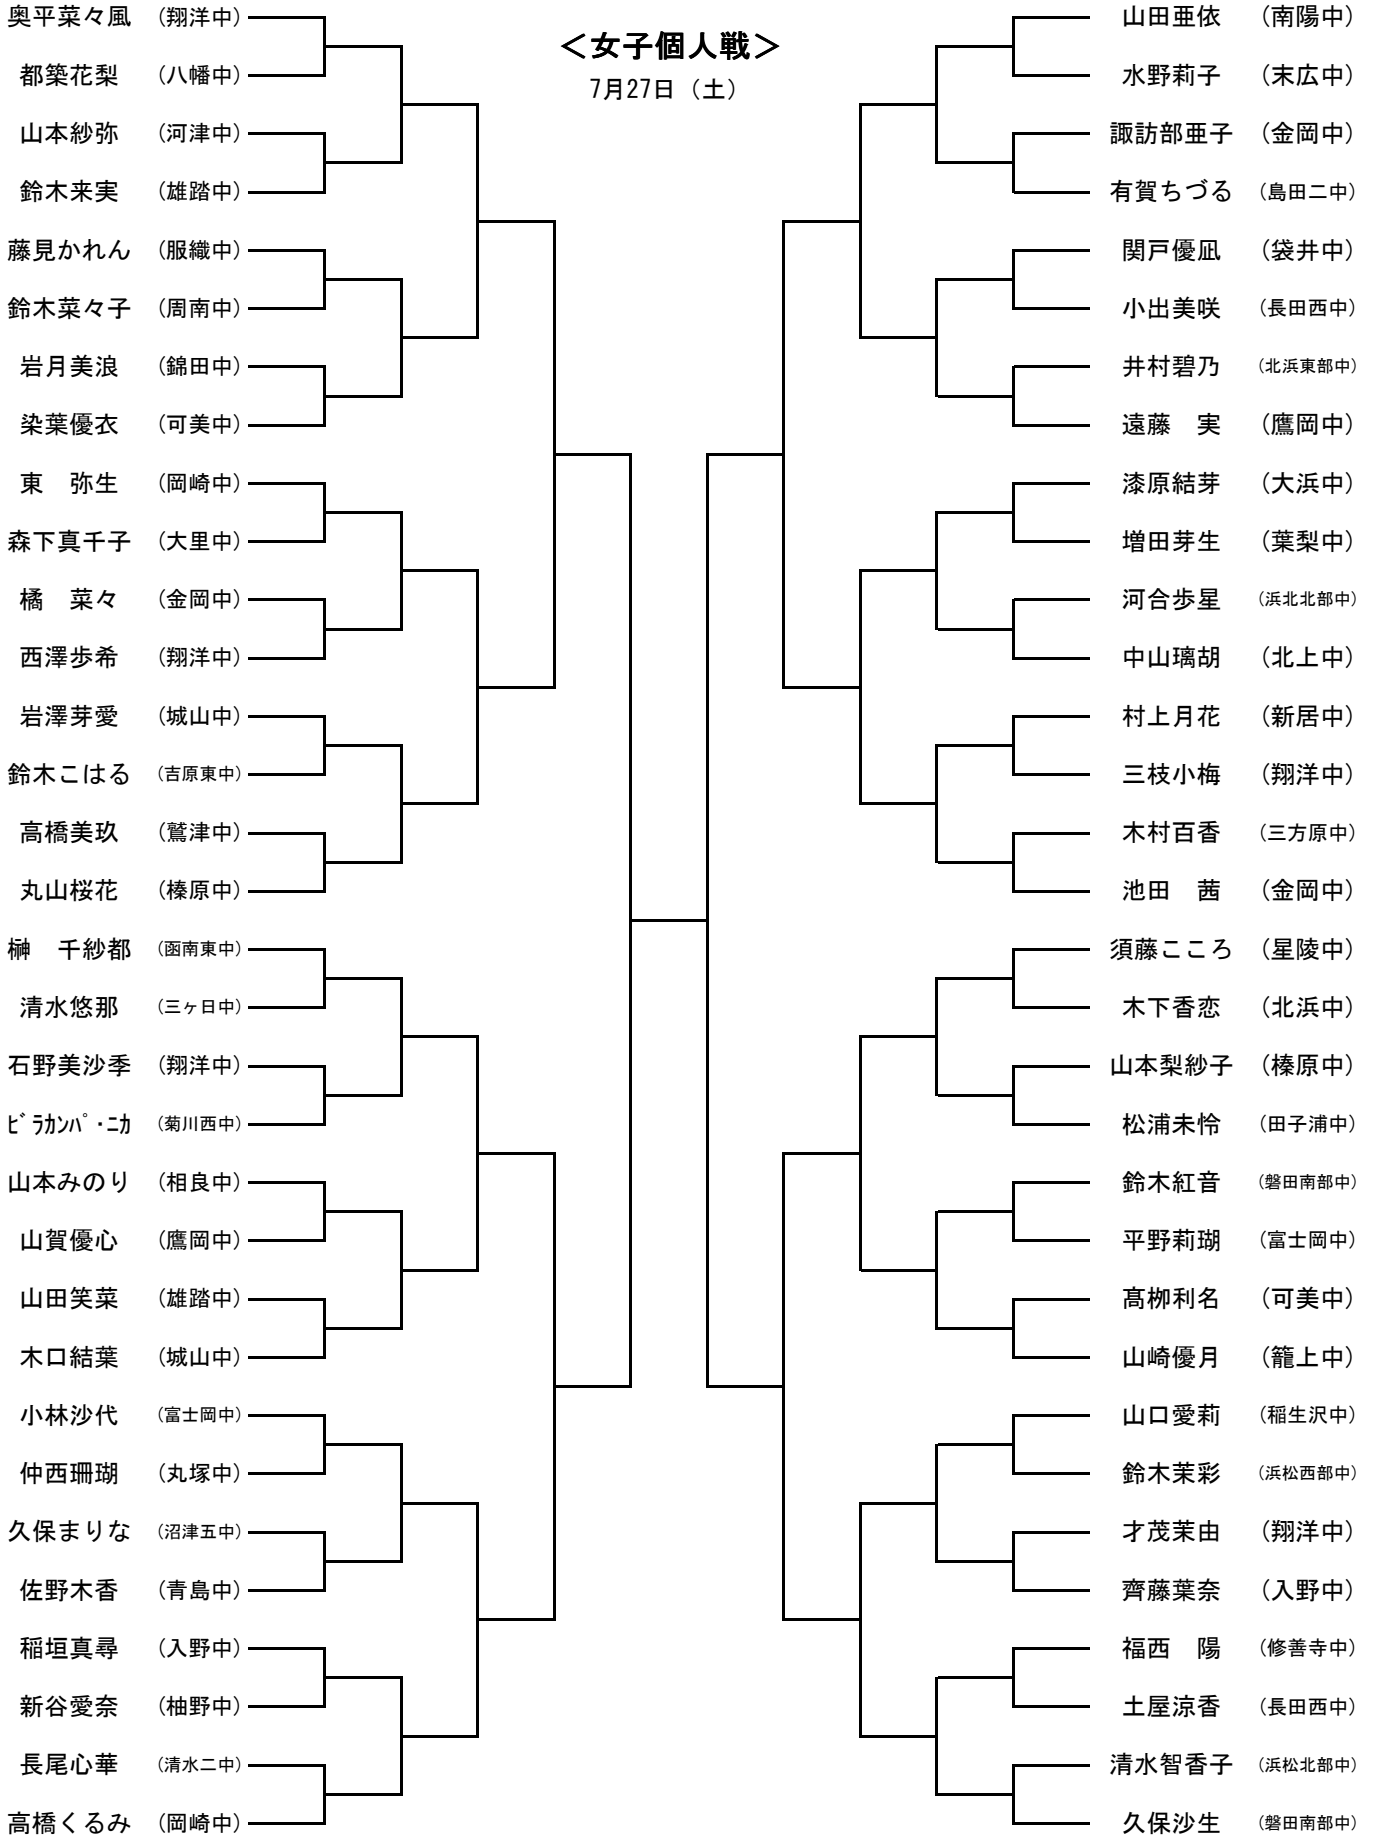 ＜女子個人戦＞
7月27日（土）
奥平菜々風 （翔洋中）
都築花梨 （八幡中）
山本紗弥 （河津中）
鈴木来実 （雄踏中）
藤見かれん （服織中）
鈴木菜々子 （周南中）
岩月美浪 （錦田中）
染葉優衣 （可美中）
東　弥生 （岡崎中）
森下真千子 （大里中）
橘　菜々 （金岡中）
西澤歩希 （翔洋中）
岩澤芽愛 （城山中）
鈴木こはる （吉原東中）
高橋美玖 （鷲津中）
丸山桜花 （榛原中）
榊　千紗都 （函南東中）
清水悠那 （三ヶ日中）
石野美沙季 （翔洋中）
ﾋﾞﾗｶﾝﾊﾟ・ﾆｶ （菊川西中）
山本みのり （相良中）
山賀優心 （鷹岡中）
山田笑菜 （雄踏中）
木口結葉 （城山中）
小林沙代 （富士岡中）
仲西珊瑚 （丸塚中）
久保まりな （沼津五中）
佐野木香 （青島中）
稲垣真尋 （入野中）
新谷愛奈 （柚野中）
長尾心華 （清水二中）
高橋くるみ （岡崎中）
山田亜依 （南陽中）
水野莉子 （末広中）
諏訪部亜子 （金岡中）
有賀ちづる （島田二中）
関戸優凪 （袋井中）
小出美咲 （長田西中）
井村碧乃 （北浜東部中）
遠藤　実 （鷹岡中）
漆原結芽 （大浜中）
増田芽生 （葉梨中）
河合歩星 （浜北北部中）
中山璃胡 （北上中）
村上月花 （新居中）
三枝小梅 （翔洋中）
木村百香 （三方原中）
池田　茜 （金岡中）
須藤こころ （星陵中）
木下香恋 （北浜中）
山本梨紗子 （榛原中）
松浦未怜 （田子浦中）
鈴木紅音 （磐田南部中）
平野莉瑚 （富士岡中）
髙栁利名 （可美中）
山崎優月 （籠上中）
山口愛莉 （稲生沢中）
鈴木茉彩 （浜松西部中）
才茂茉由 （翔洋中）
齊藤葉奈 （入野中）
福西　陽 （修善寺中）
土屋涼香 （長田西中）
清水智香子 （浜松北部中）
久保沙生 （磐田南部中）